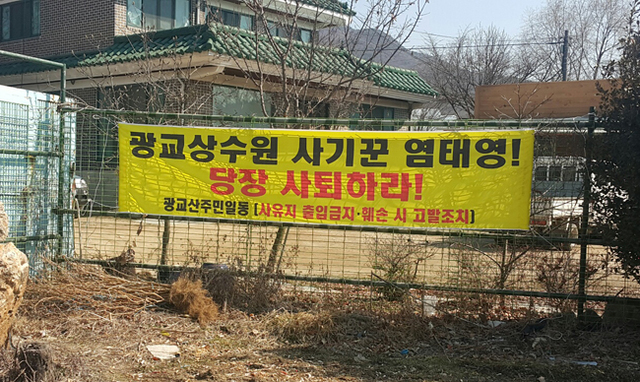 광교상수원 사기꾼 염태영!
당장 사퇴하라!
광교산주민일동 [사유지 출입금지·훼손 시 고발조치]